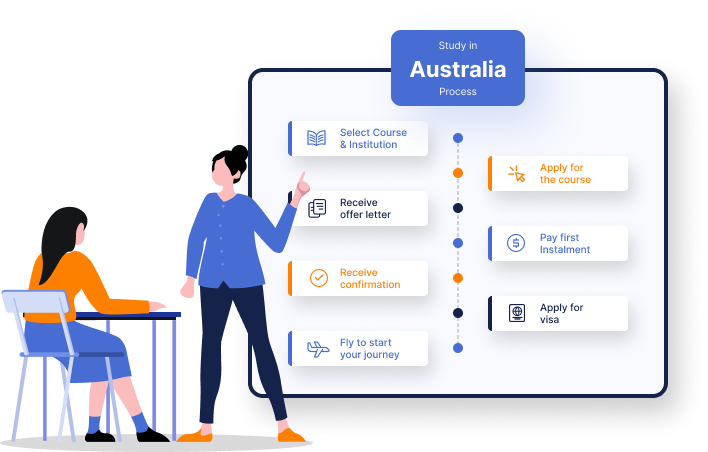 Study in
Australia
Process
Select Course
& Institution
Apply for
the course
Receive
offer letter
Pay first
Instalment
Receive
confirmation
Apply for
visa
Fly to start
your journey